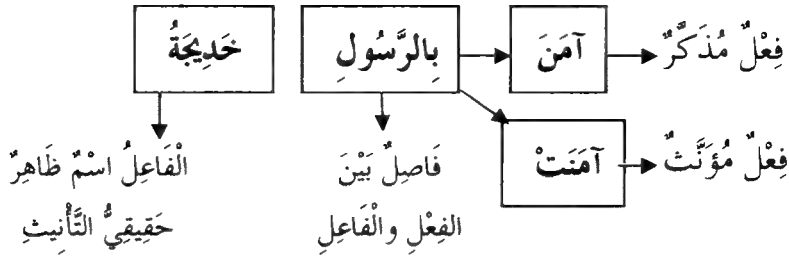 فِعْلٌ مُذَكَّرٌ
آمَنَ
بِالرَّسُولِ
خَدِيجَةُ
فِعْلٌ مُؤَنَّثٌ
آمَنَتْ
فَاصِلٌ بَيْنَ
الفِعْلِ والْفَاعِلِ
الْفَاعِلُ اسْمٌ ظَاهِرٌ
حَقِيقِيُّ التَّأْنِيثِ